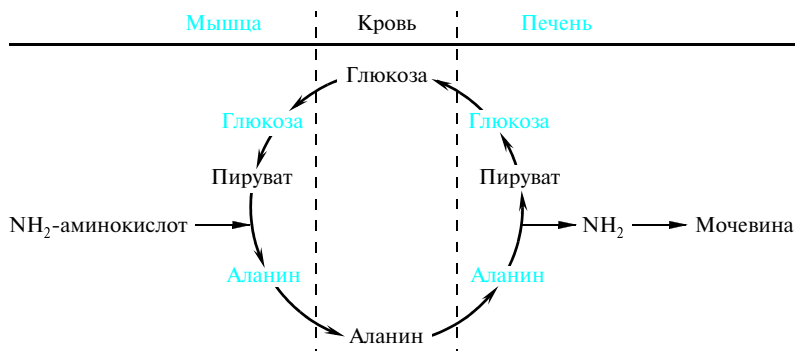 Мышца Кровь Печень
Глюкоза
Глюкоза Глюкоза
Пируват Пируват
NH₂-аминокислот NH₂ Мочевина
Аланин Аланин
Аланин